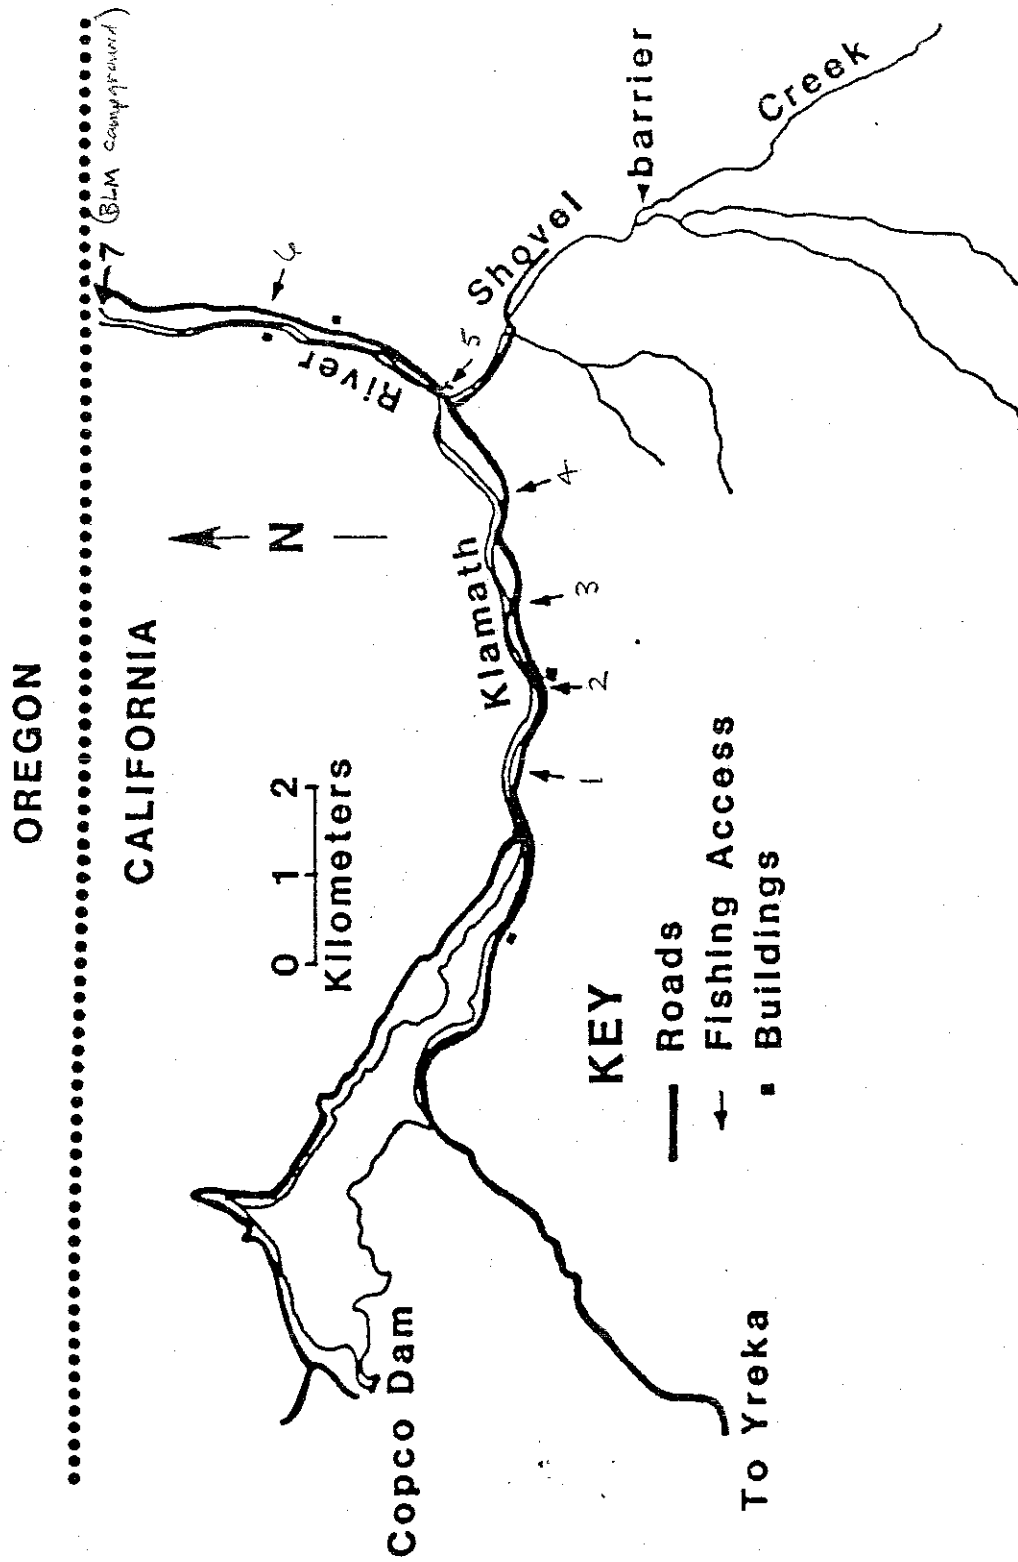 OREGON
CALIFORNIA
7 (BLM campground)
6
River
N
0 1 2
Kilometers
Klamath
5
Shovel
Creek
barrier
4
3
2
1
Copco Dam
To Yreka
KEY
Roads
Fishing Access
Buildings